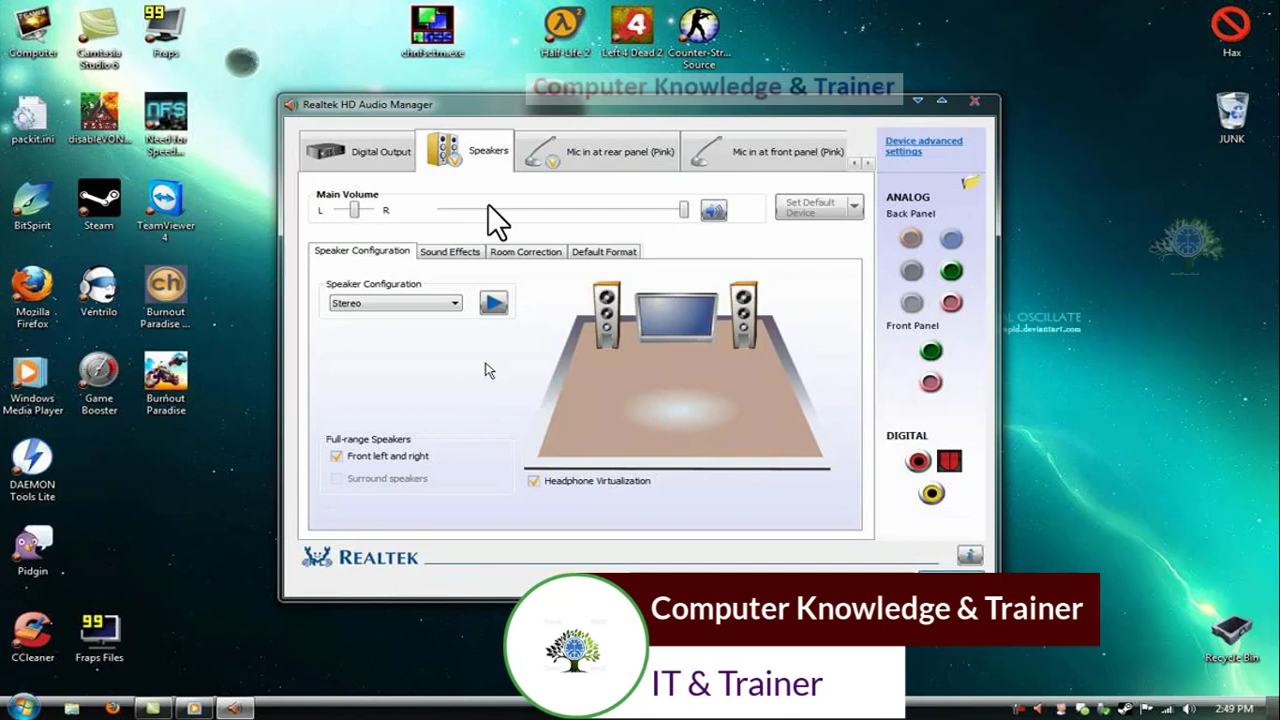 Computer
Camtasia
Studio 6
Fraps
Half-Life 2
Left 4 Dead 2
Counter-Str...
Source
Hax
Computer Knowledge & Trainer
Realtek HD Audio Manager
packit.ini
disableVON...
Need for
Speed...
JUNK
Digital Output
Speakers
Mic in at rear panel (Pink)
Mic in at front panel (Pink)
Device advanced
settings
Main Volume
L
R
Set Default
Device
ANALOG
Back Panel
BitSpirit
Steam
TeamViewer
4
Speaker Configuration
Sound Effects
Room Correction
Default Format
Speaker Configuration
Stereo
Mozilla
Firefox
Ventrilo
Burnout
Paradise ...
OSCILLATE
Front Panel
Windows
Media Player
Game
Booster
Burnout
Paradise
Full-range Speakers
Front left and right
Surround speakers
Headphone Virtualization
DIGITAL
DAEMON
Tools Lite
REALTEK
Pidgin
Computer Knowledge & Trainer
IT & Trainer
CCleaner
Fraps Files
Recycle Bin
2:49 PM